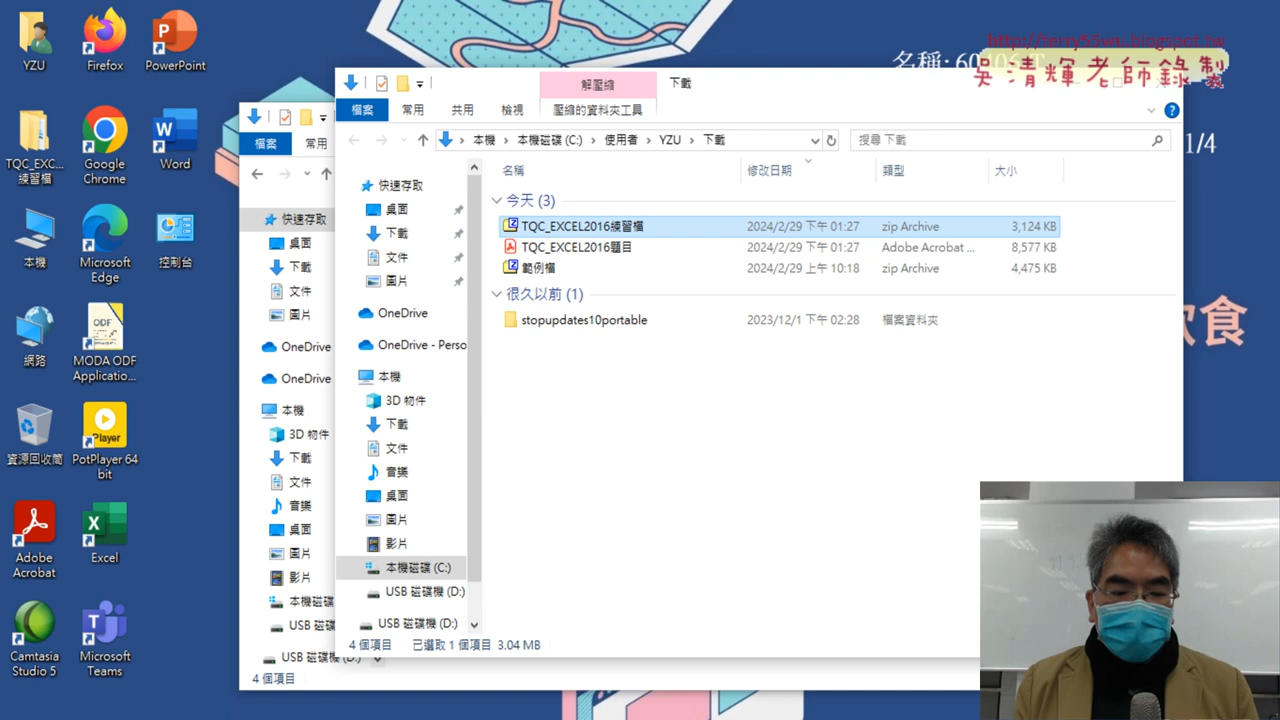 YZU
Firefox
PowerPoint
TQC_EXC...
練習檔
Google
Chrome
Word
本機
Microsoft
Edge
控制台
網路
MODA ODF
Applicatio...
資源回收筒
PotPlayer 64
bit
Adobe
Acrobat
Excel
Camtasia
Studio 5
Microsoft
Teams
http://terry55wu.blogspot.tw
吳清輝老師錄製
名稱: 60
1/4
飲食
檔案
常用
快速存取
桌面
下載
文件
圖片
OneDrive
OneDrive
本機
3D 物件
下載
文件
音樂
桌面
圖片
影片
本機磁碟
USB 磁碟機 (D:)
4 個項目
解壓縮
下載
檔案
常用
共用
檢視
壓縮的資料夾工具
本機
本機磁碟 (C:)
使用者
YZU
下載
搜尋 下載
快速存取
桌面
下載
文件
圖片
OneDrive
OneDrive - Perso
本機
3D 物件
下載
文件
音樂
桌面
圖片
影片
本機磁碟 (C:)
USB 磁碟機 (D:)
USB 磁碟機 (D:)
名稱 修改日期 類型 大小
今天 (3)
TQC_EXCEL2016練習檔 2024/2/29 下午 01:27 zip Archive 3,124 KB
TQC_EXCEL2016題目 2024/2/29 下午 01:27 Adobe Acrobat ... 8,577 KB
範例檔 2024/2/29 上午 10:18 zip Archive 4,475 KB
很久以前 (1)
stopupdates10portable 2023/12/1 下午 02:28 檔案資料夾
4 個項目 已選取 1 個項目 3.04 MB